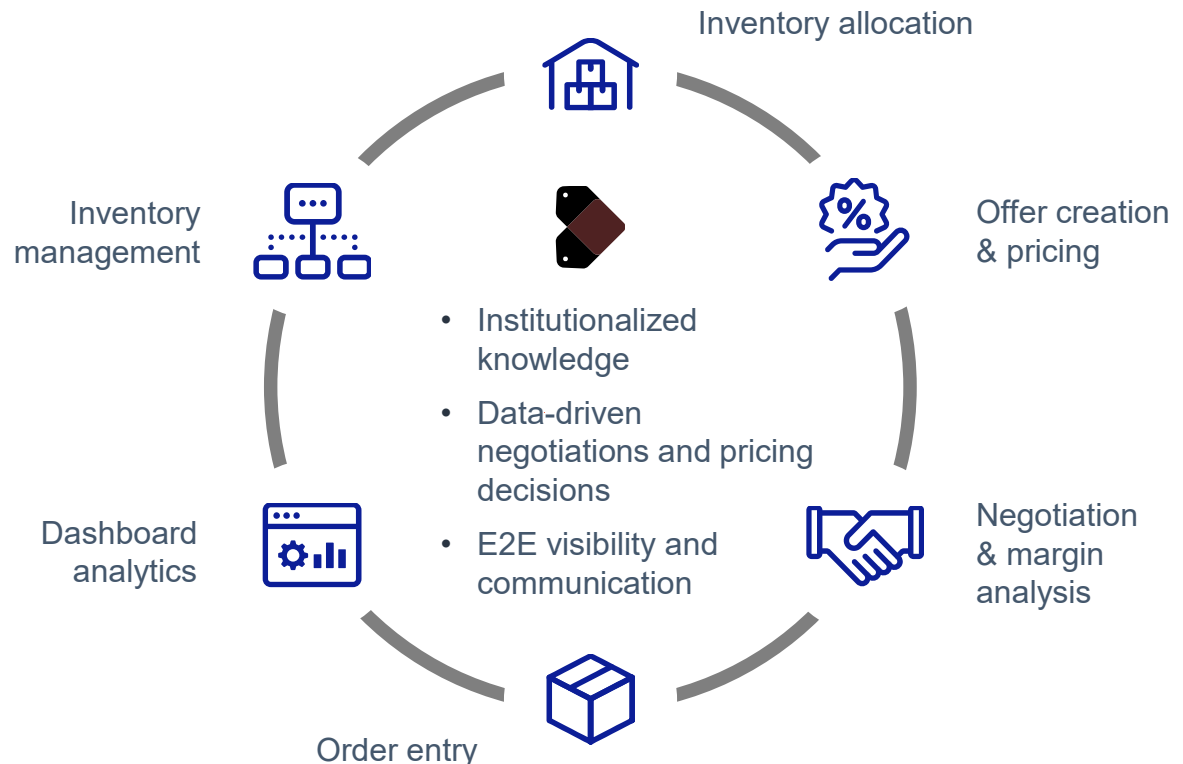 Inventory allocation
Offer creation
& pricing
Negotiation
& margin
analysis
Order entry
Dashboard
analytics
Inventory
management
• Institutionalized
knowledge
• Data-driven
negotiations and pricing
decisions
• E2E visibility and
communication